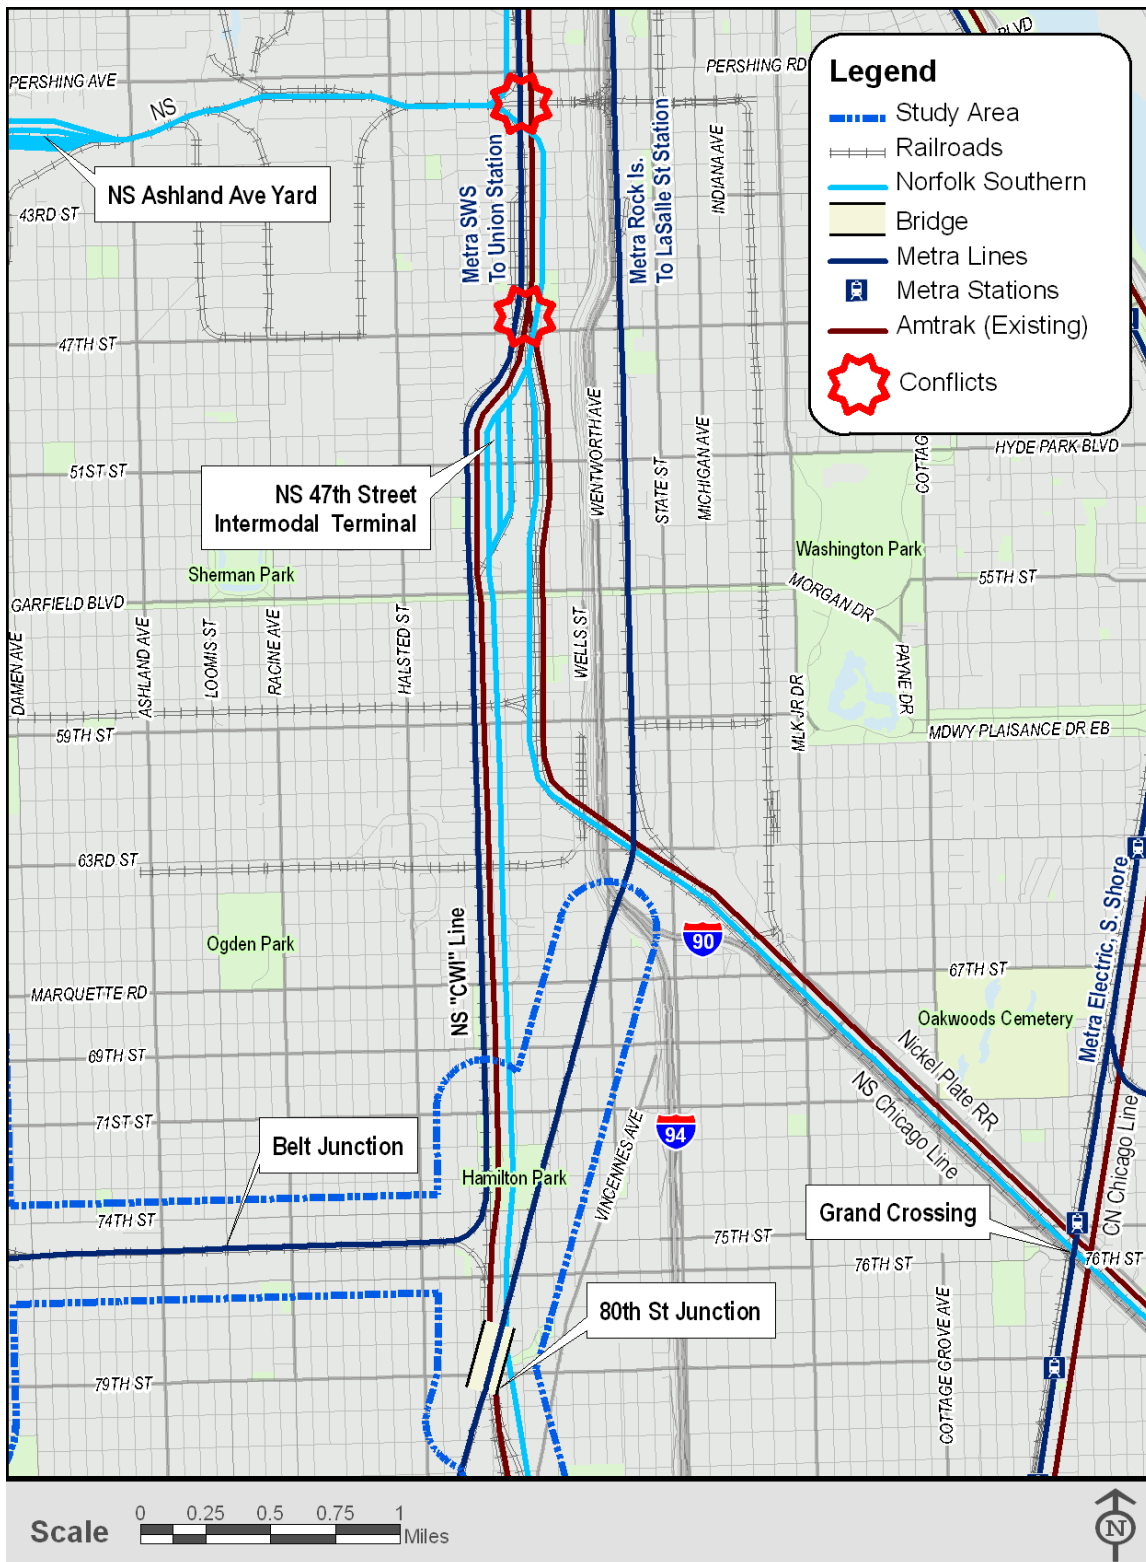 BLVD
PERSHING AVE
PERSHING RD
Legend
Study Area
Railroads
Norfolk Southern
Bridge
Metra Lines
Metra Stations
Amtrak (Existing)
Conflicts
NS
NS Ashland Ave Yard
43RD ST
Metra SWS
To Union Station
Metra Rock Is.
To LaSalle St Station
INDIANA AVE
47TH ST
WENTWORTH AVE
STATE ST
MICHIGAN AVE
COTTAG
HYDE PARK BLVD
51ST ST
NS 47th Street
Intermodal Terminal
Washington Park
Sherman Park
55TH ST
MORGAN DR
GARFIELD BLVD
DAMEN AVE
ASHLAND AVE
LOOMIS ST
RACINE AVE
HALSTED ST
WELLS ST
MLK JR DR
PAYNE DR
59TH ST
MDWY PLAISANCE DR EB
63RD ST
Ogden Park
NS "CWI" Line
90
67TH ST
MARQUETTE RD
Oakwoods Cemetery
Metra Electric, S. Shore
69TH ST
Nickel Plate RR
NS Chicago Line
71ST ST
94
Belt Junction
VINCENNES AVE
Hamilton Park
CN Chicago Line
Grand Crossing
74TH ST
75TH ST
76TH ST
76TH ST
80th St Junction
COTTAGE GROVE AVE
79TH ST
Scale
0 0.25 0.5 0.75 1
Miles
N